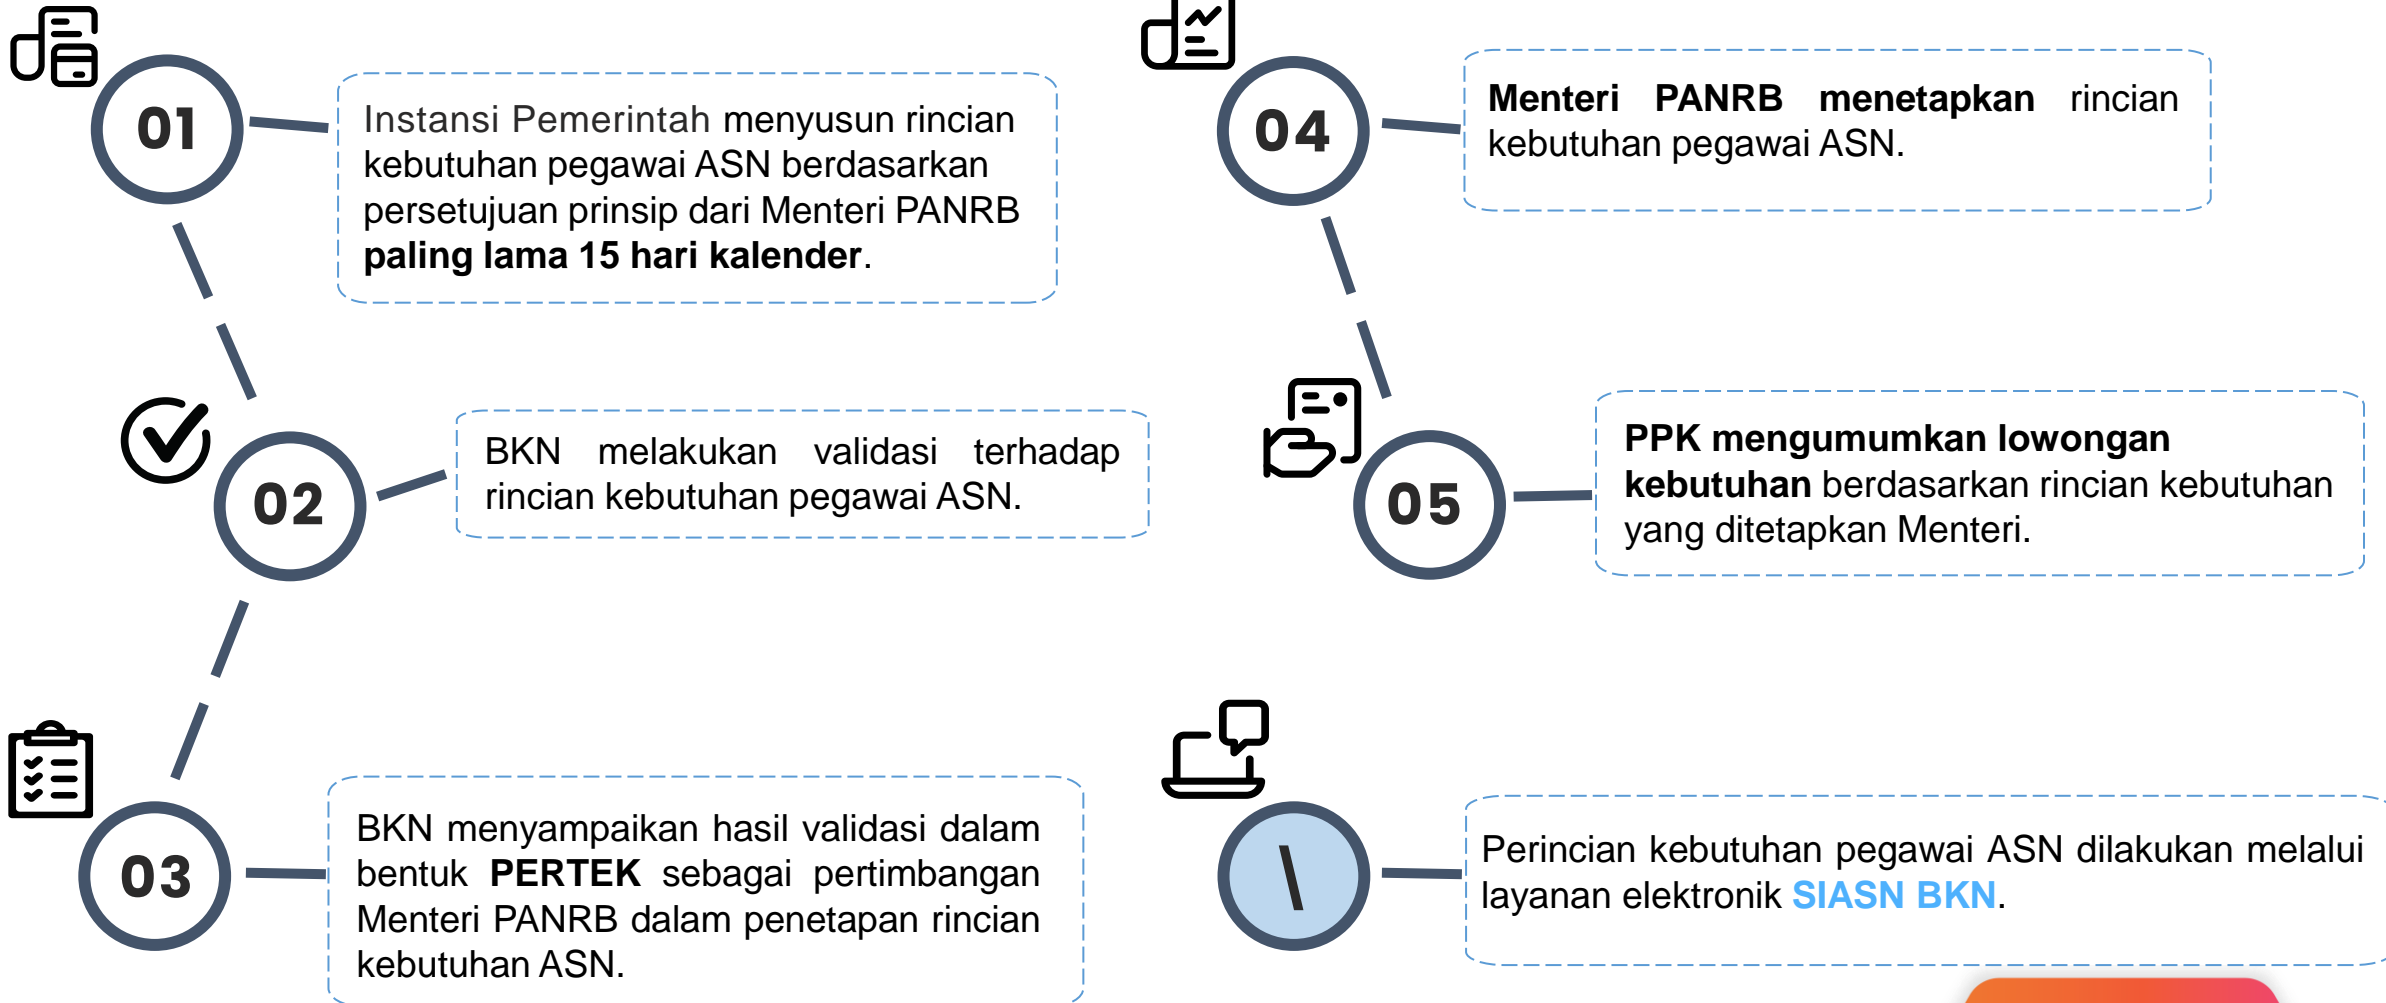 01
Instansi Pemerintah menyusun rincian
kebutuhan pegawai ASN berdasarkan
persetujuan prinsip dari Menteri PANRB
paling lama 15 hari kalender.
02
BKN melakukan validasi terhadap
rincian kebutuhan pegawai ASN.
03
BKN menyampaikan hasil validasi dalam
bentuk PERTEK sebagai pertimbangan
Menteri PANRB dalam penetapan rincian
kebutuhan ASN.
04
Menteri PANRB menetapkan rincian
kebutuhan pegawai ASN.
05
PPK mengumumkan lowongan
kebutuhan berdasarkan rincian kebutuhan
yang ditetapkan Menteri.
\
Perincian kebutuhan pegawai ASN dilakukan melalui
layanan elektronik SIASN BKN.